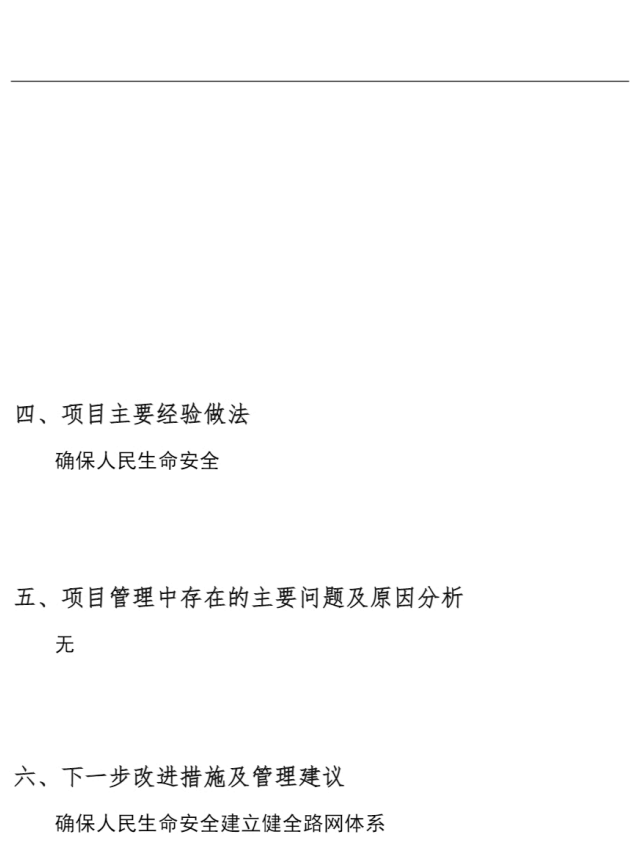 四、项目主要经验做法
确保人民生命安全
五、项目管理中存在的主要问题及原因分析
无
六、下一步改进措施及管理建议
确保人民生命安全建立健全路网体系